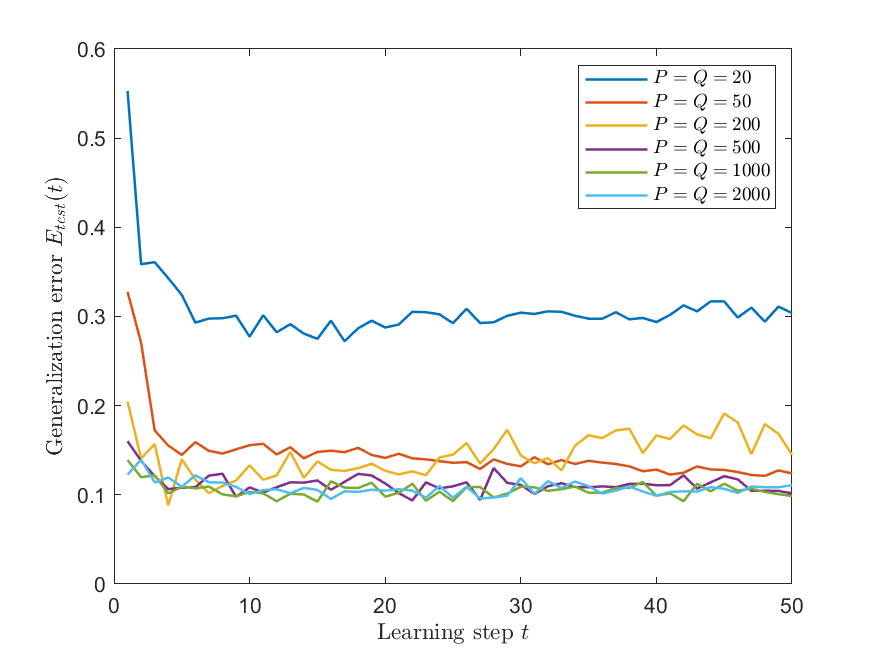 0.6
0.5
0.4
0.3
0.2
0.1
0
0
10
20
30
40
50
Generalization error E_{test}(t)
Learning step t
P = Q = 20
P = Q = 50
P = Q = 200
P = Q = 500
P = Q = 1000
P = Q = 2000